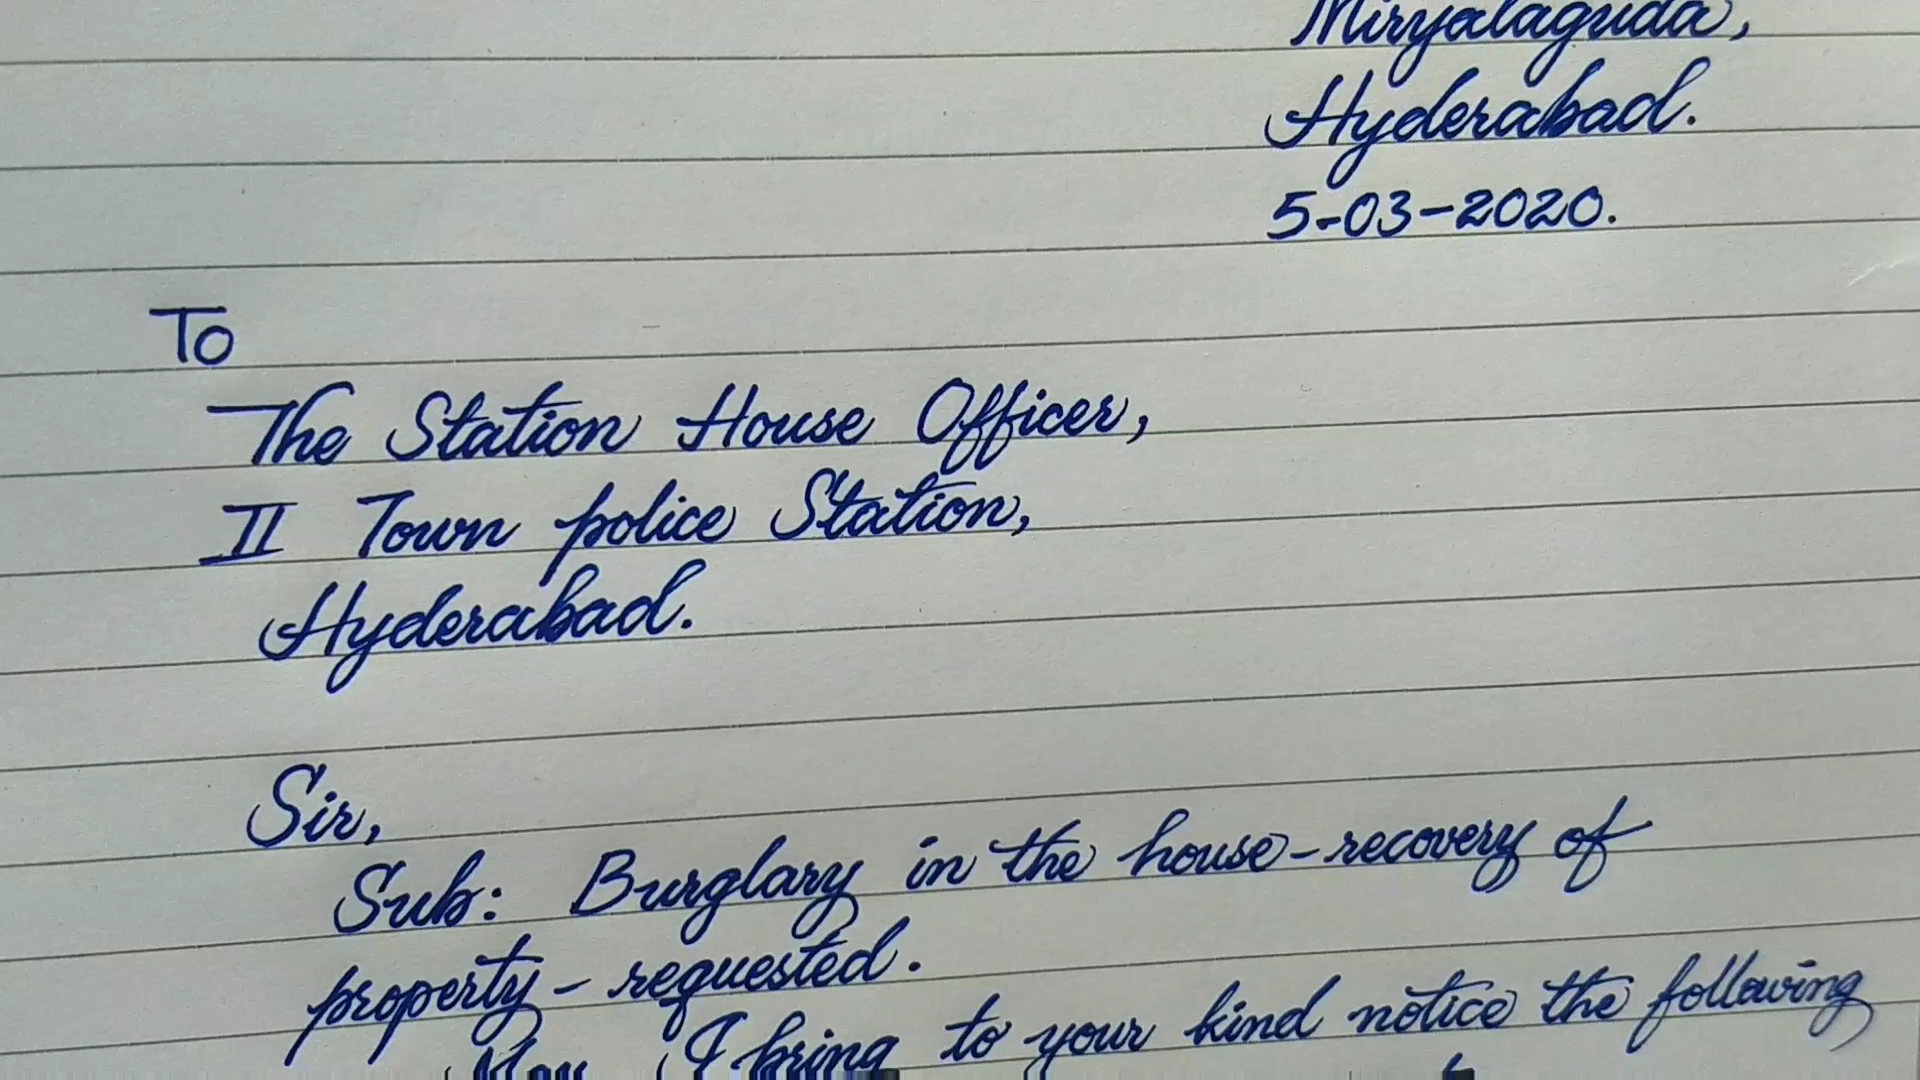 Miryalaguda,
Hyderabad.
5-03-2020.
To
The Station House Officer,
II Town police Station,
Hyderabad.
Sir,
Sub: Burglary in the house-recovery of
property-requested.
May I bring to your kind notice the following